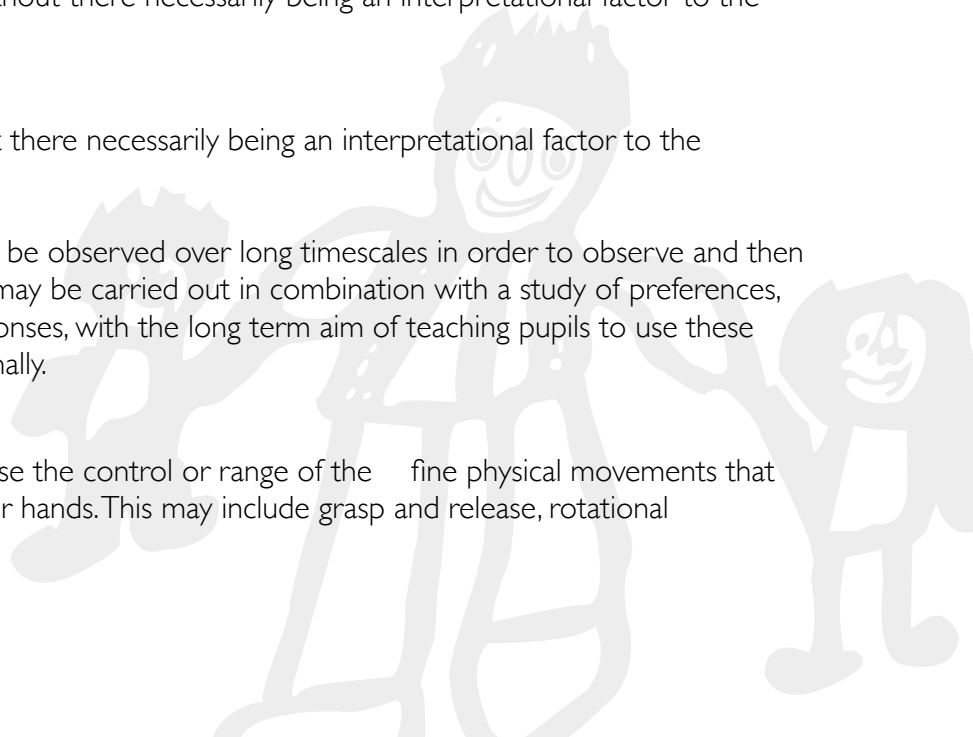 there necessarily being an interpretational factor to the
there necessarily being an interpretational factor to the
be observed over long timescales in order to observe and then
may be carried out in combination with a study of preferences,
onses, with the long term aim of teaching pupils to use these
nally.
se the control or range of the fine physical movements that
r hands. This may include grasp and release, rotational